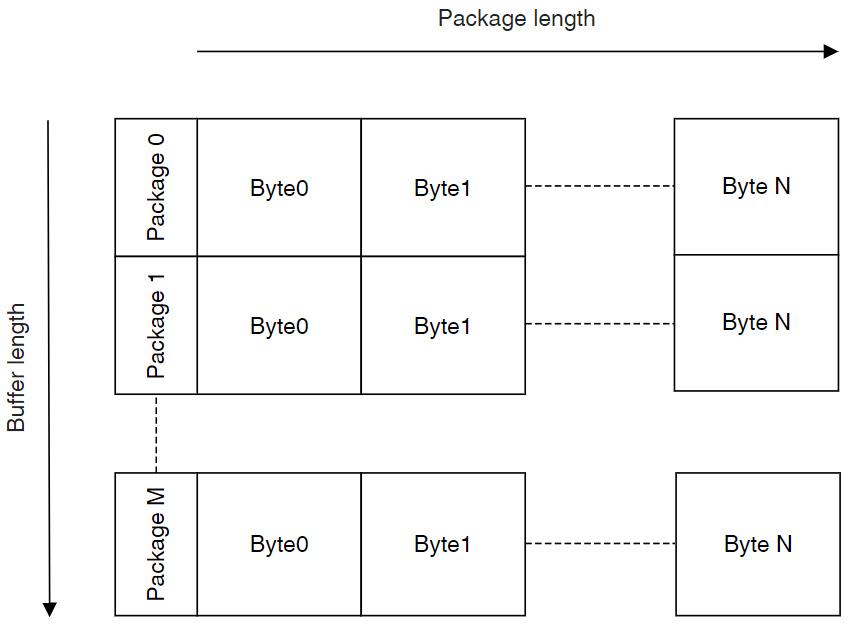 Package length
Package 0
Byte0
Byte1
Byte N
Package 1
Byte0
Byte1
Byte N
Buffer length
Package M
Byte0
Byte1
Byte N